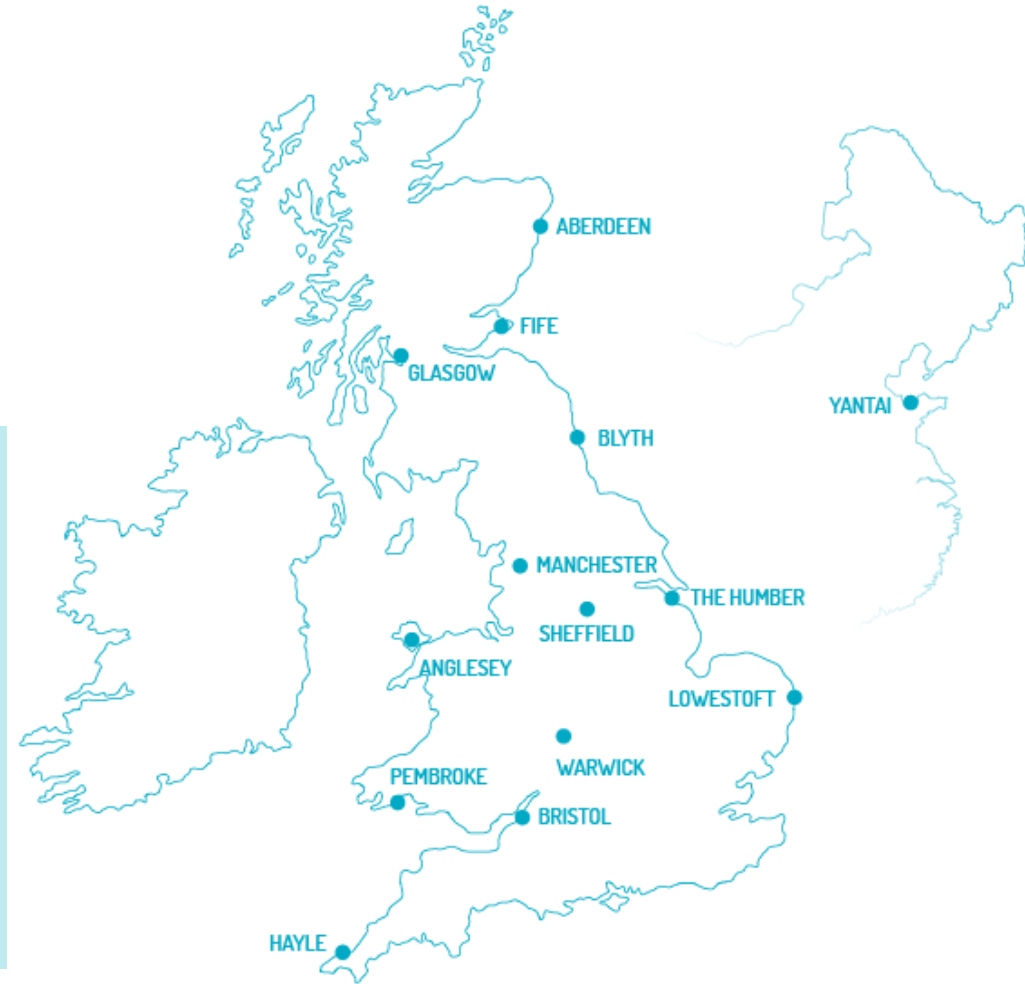 ABERDEEN
FIFE
GLASGOW
YANTAI
BLYTH
MANCHESTER
THE HUMBER
SHEFFIELD
ANGLESEY
LOWESTOFT
WARWICK
PEMBROKE
BRISTOL
HAYLE